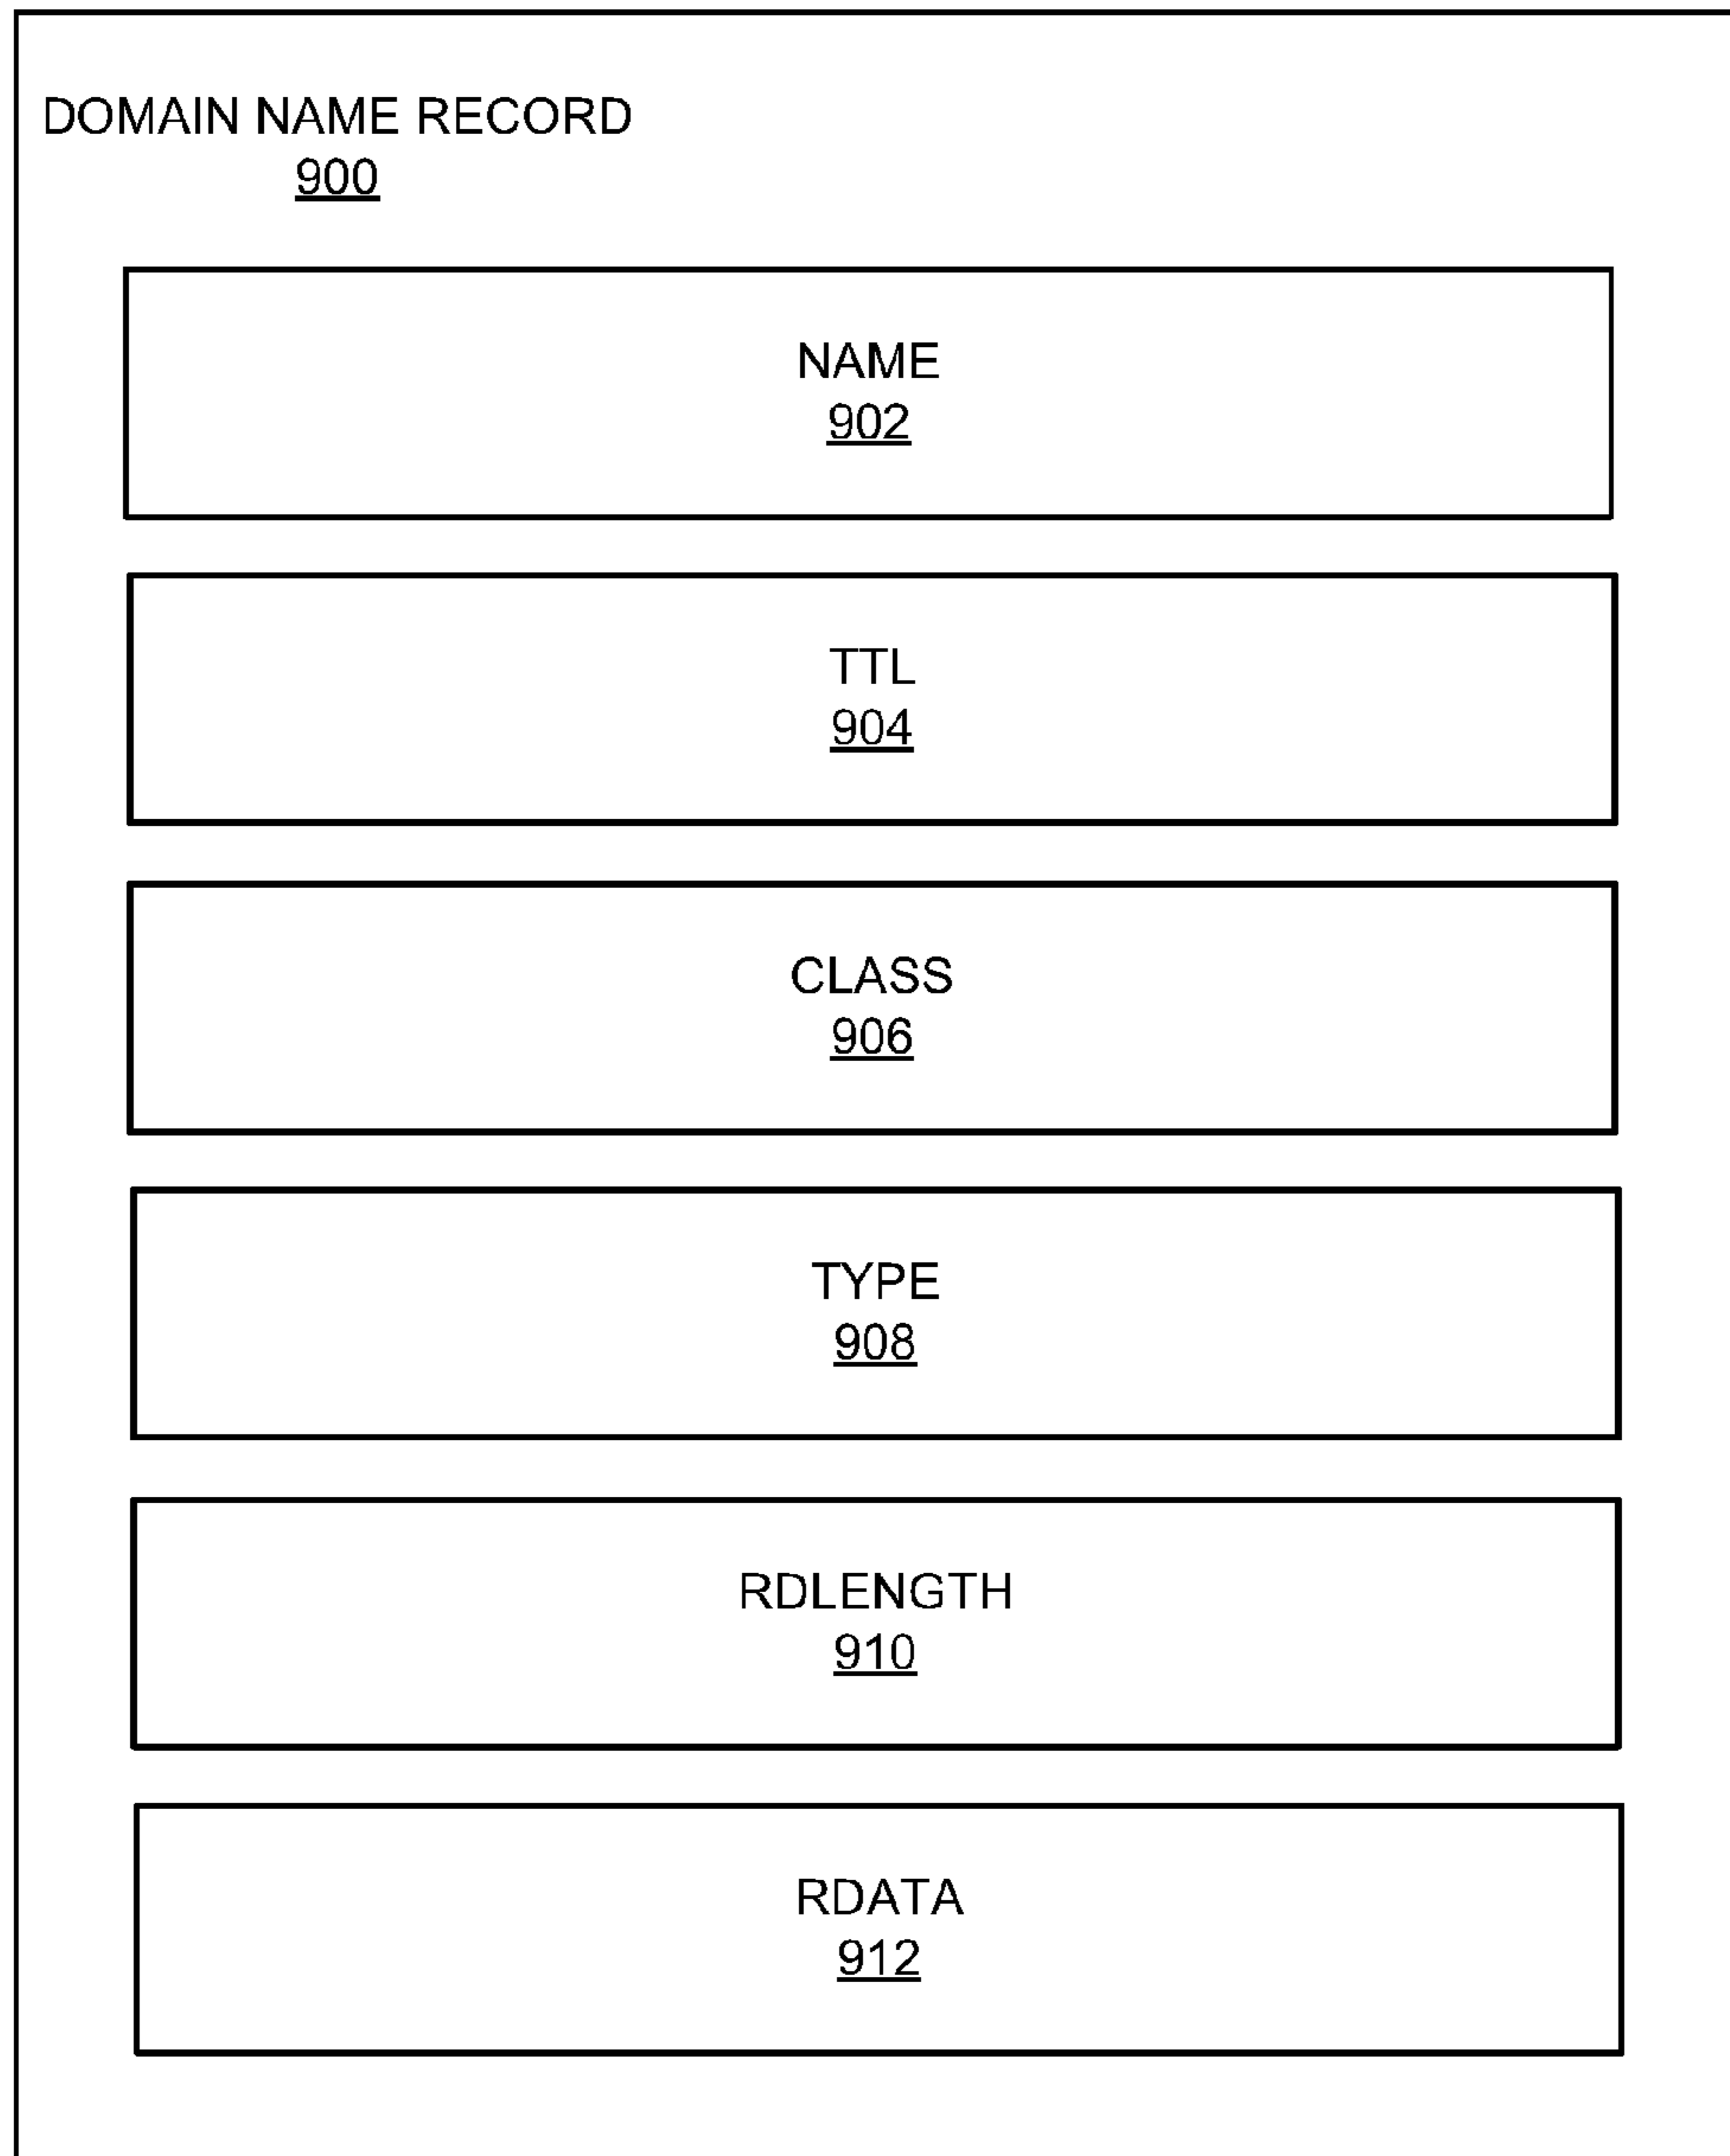 DOMAIN NAME RECORD
900
NAME
902
TTL
904
CLASS
906
TYPE
908
RDLENGTH
910
RDATA
912